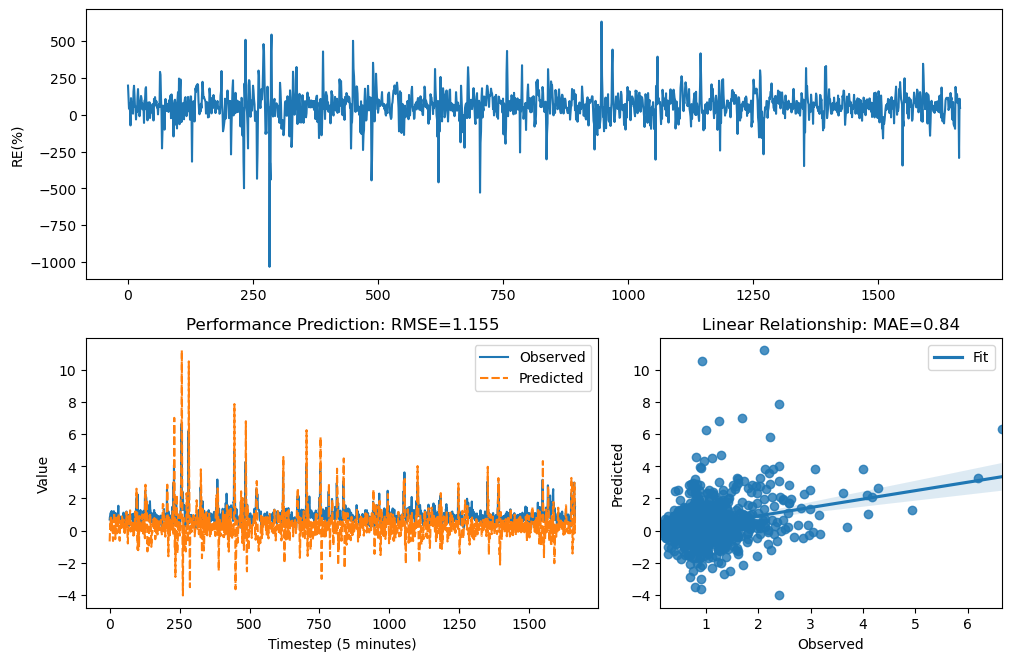 500
250
0
−250
−500
−750
−1000
RE(%)
0 250 500 750 1000 1250 1500
Performance Prediction: RMSE=1.155
Observed
Predicted
10
8
6
4
2
0
−2
−4
Value
0 250 500 750 1000 1250 1500
Timestep (5 minutes)
Linear Relationship: MAE=0.84
Fit
10
8
6
4
2
0
−2
−4
Predicted
1 2 3 4 5 6
Observed